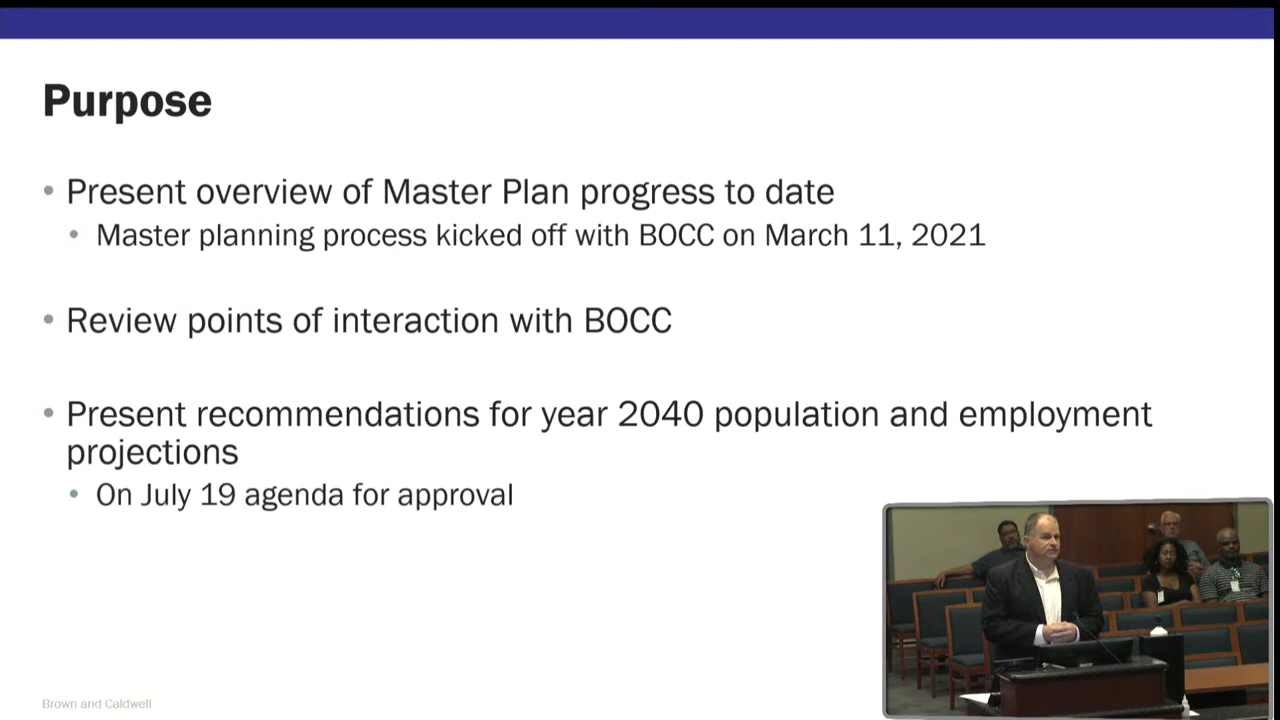 Purpose
• Present overview of Master Plan progress to date
• Master planning process kicked off with BOCC on March 11, 2021
• Review points of interaction with BOCC
• Present recommendations for year 2040 population and employment
projections
• On July 19 agenda for approval
Brown and Caldwell